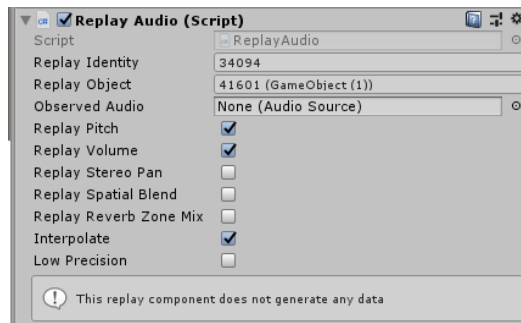 Replay Audio (Script)
Script ReplayAudio
Replay Identity 34094
Replay Object 41601 (GameObject (1))
Observed Audio None (Audio Source)
Replay Pitch
Replay Volume
Replay Stereo Pan
Replay Spatial Blend
Replay Reverb Zone Mix
Interpolate
Low Precision
This replay component does not generate any data